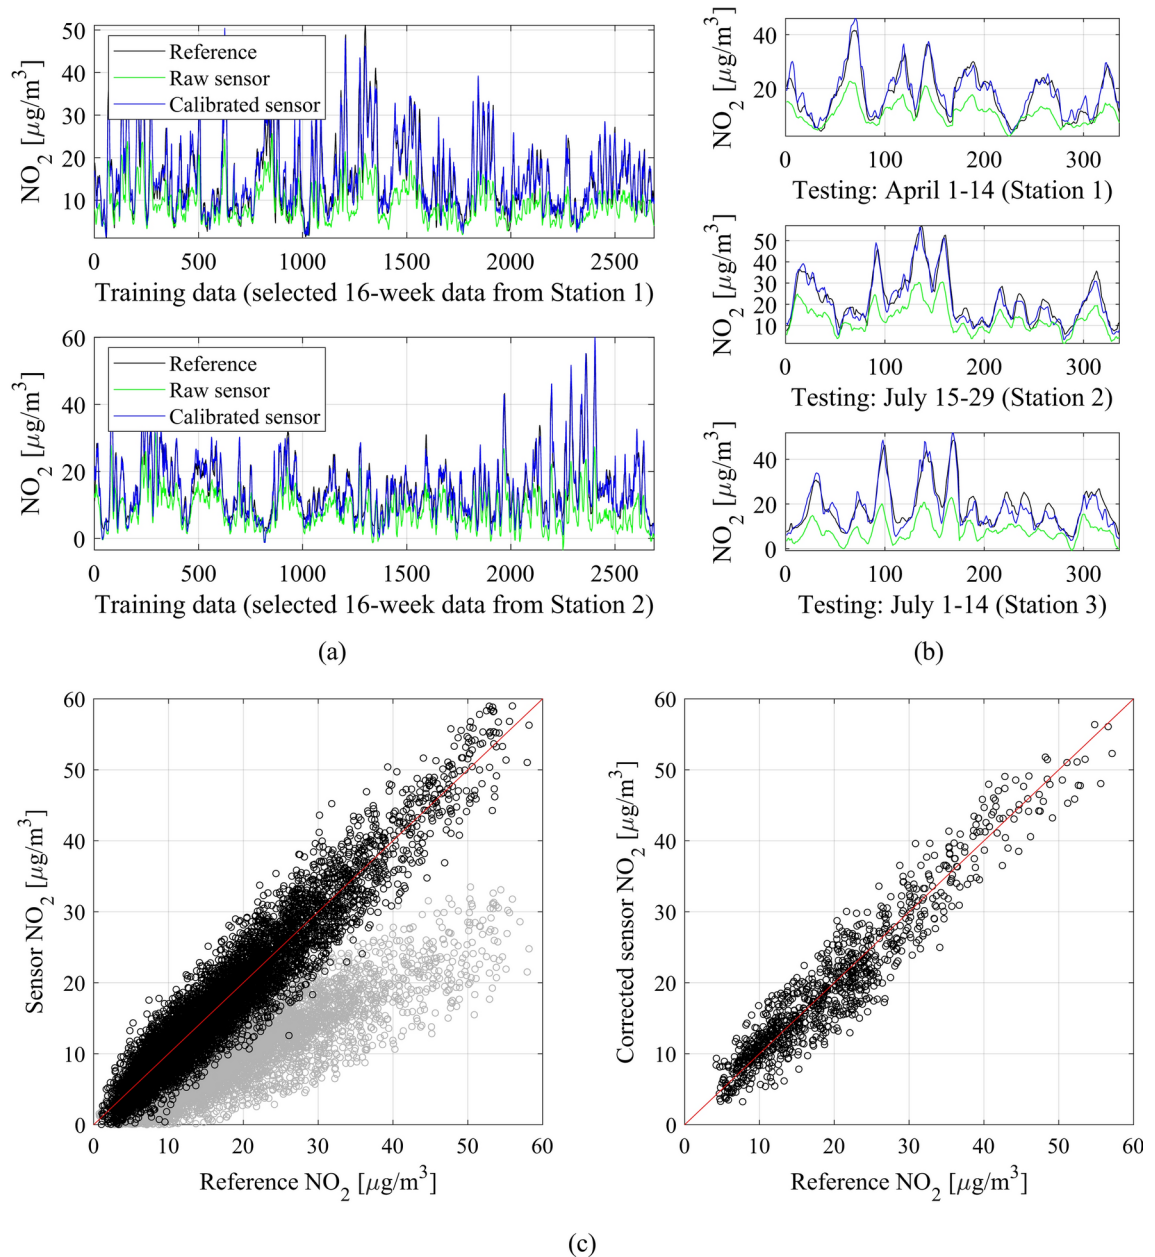 NO2 [µg/m3]
50
40
30
20
10
Reference
Raw sensor
Calibrated sensor
0 500 1000 1500 2000 2500
Training data (selected 16-week data from Station 1)
NO2 [µg/m3]
60
40
20
0
Reference
Raw sensor
Calibrated sensor
0 500 1000 1500 2000 2500
Training data (selected 16-week data from Station 2)
(a)
NO2 [µg/m3]
40
20
0 100 200 300
Testing: April 1-14 (Station 1)
NO2 [µg/m3]
50
40
30
20
10
0 100 200 300
Testing: July 15-29 (Station 2)
NO2 [µg/m3]
40
20
0
0 100 200 300
Testing: July 1-14 (Station 3)
(b)
Sensor NO2 [µg/m3]
60
50
40
30
20
10
0
0 10 20 30 40 50 60
Reference NO2 [µg/m3]
Corrected sensor NO2 [µg/m3]
60
50
40
30
20
10
0
0 10 20 30 40 50 60
Reference NO2 [µg/m3]
(c)